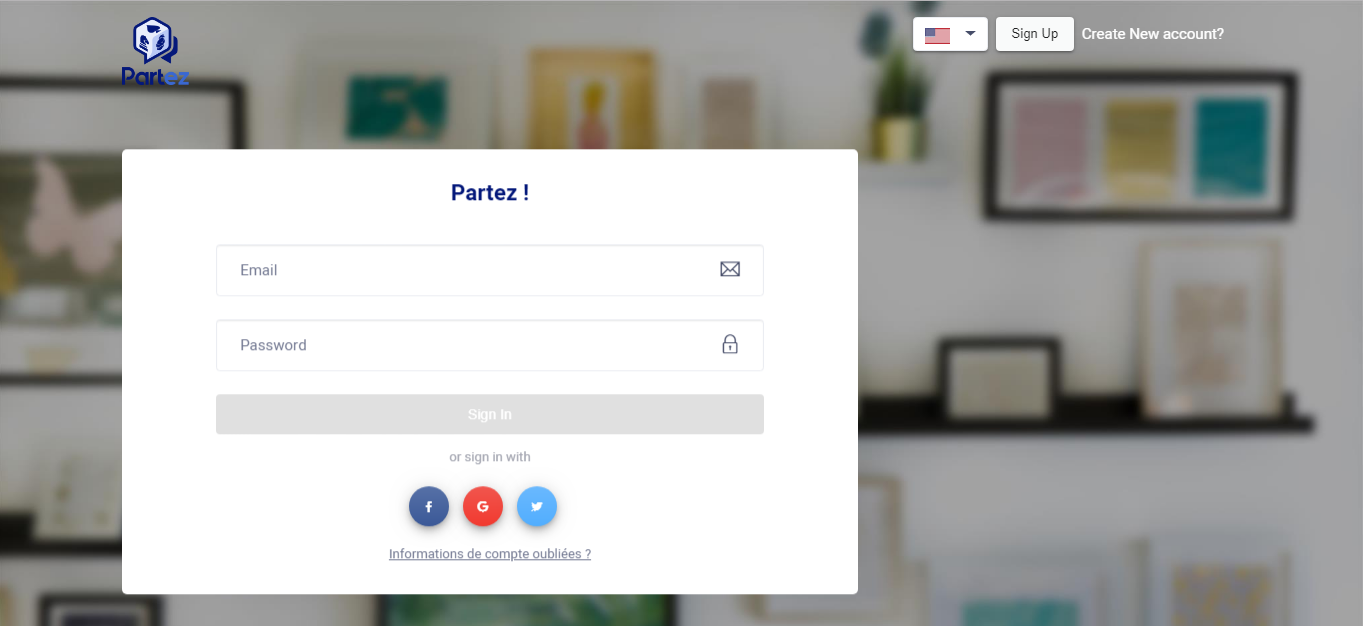 Partez
Sign Up
Create New account?
Partez !
Email
Password
Sign In
or sign in with
Informations de compte oubliées ?